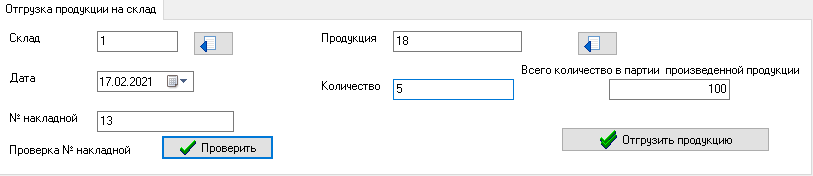 Отгрузка продукции на склад
Склад 1 Продукция 18
Дата 17.02.2021 Количество 5 Всего количество в партии произведенной продукции 100
№ накладной 13
Проверка № накладной Проверить Отгрузить продукцию